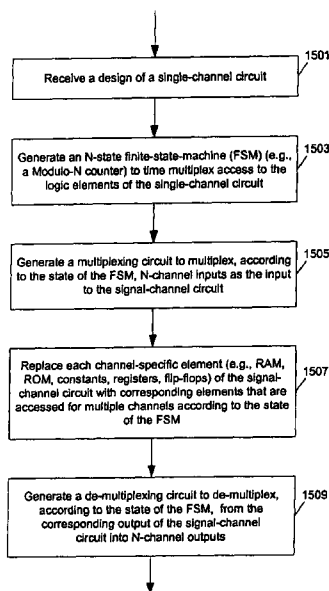 1501
Receive a design of a single-channel circuit
Generate an N-state finite-state-machine (FSM) (e.g.,
a Modulo-N counter) to time multiplex access to the
logic elements of the single-channel circuit
1503
Generate a multiplexing circuit to multiplex, according
to the state of the FSM, N-channel inputs as the input
to the signal-channel circuit
1505
Replace each channel-specific element (e.g., RAM,
ROM, constants, registers, flip-flops) of the signal-
channel circuit with corresponding elements that are
accessed for multiple channels according to the state
of the FSM
1507
Generate a de-multiplexing circuit to de-multiplex,
according to the state of the FSM, from the
corresponding output of the signal-channel
circuit into N-channel outputs
1509